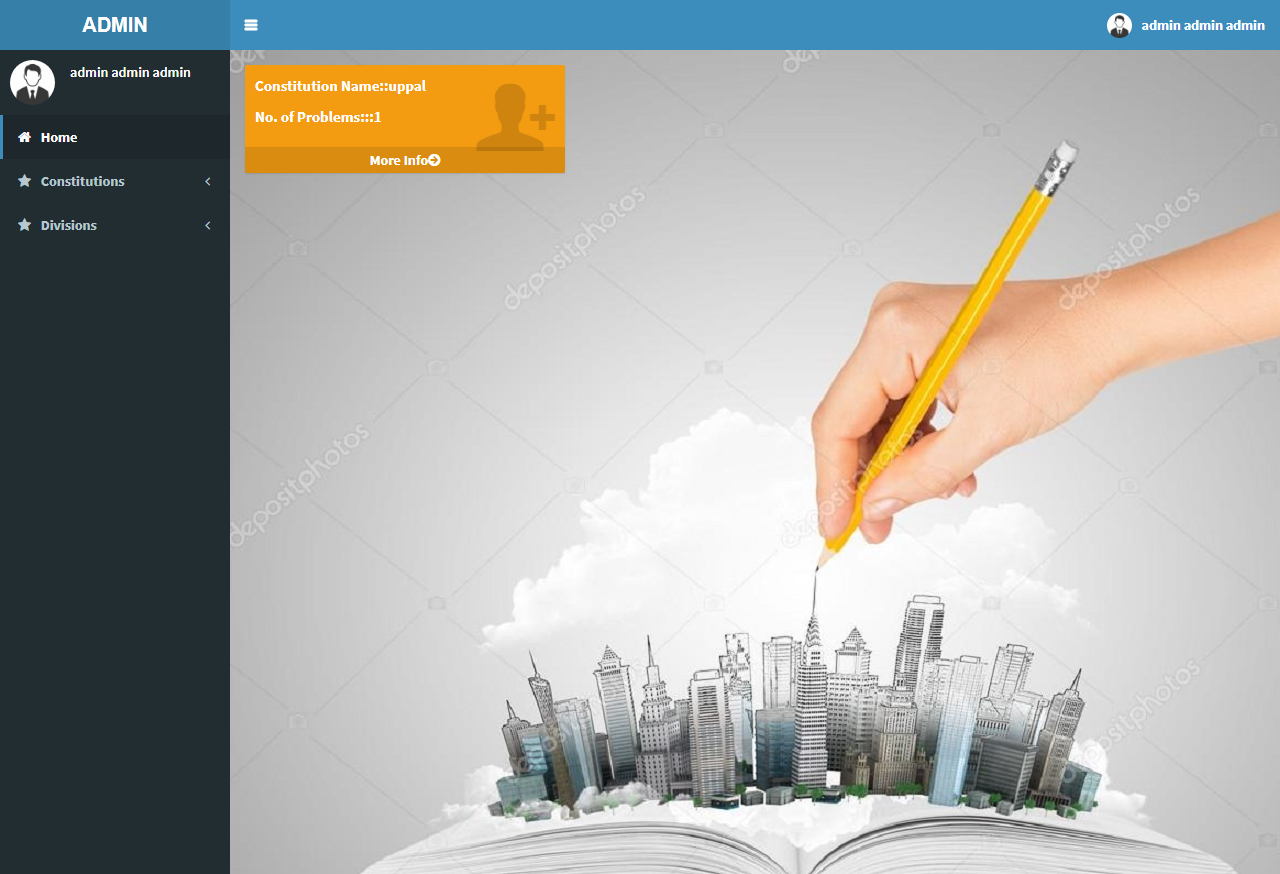 ADMIN
admin admin admin
admin admin admin
Home
Constitutions
Divisions
Constitution Name::uppal
No. of Problems:::1
More Info
depositphotos
depositphotos
depositphotos
depositphotos
depositphotos
depositphotos